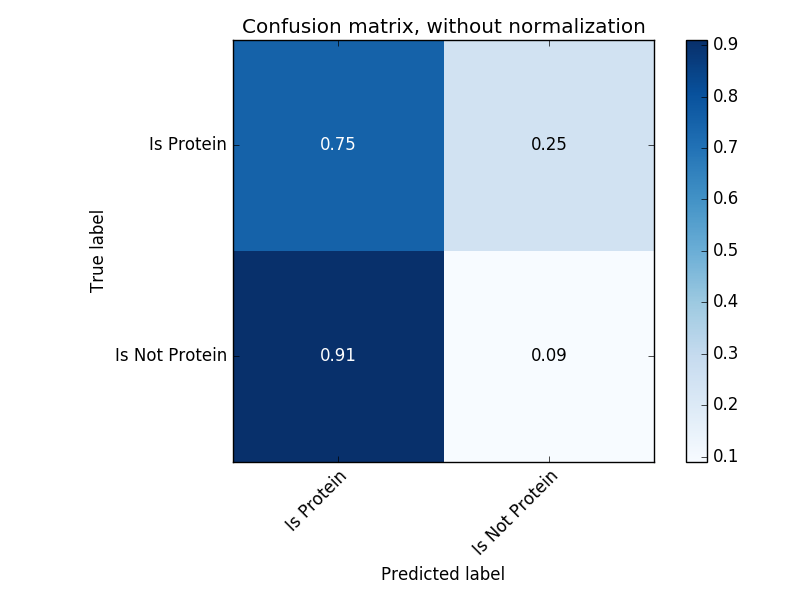 Confusion matrix, without normalization
True label
Is Protein
Is Not Protein
0.75
0.25
0.91
0.09
Is Protein
Is Not Protein
Predicted label
0.9
0.8
0.7
0.6
0.5
0.4
0.3
0.2
0.1